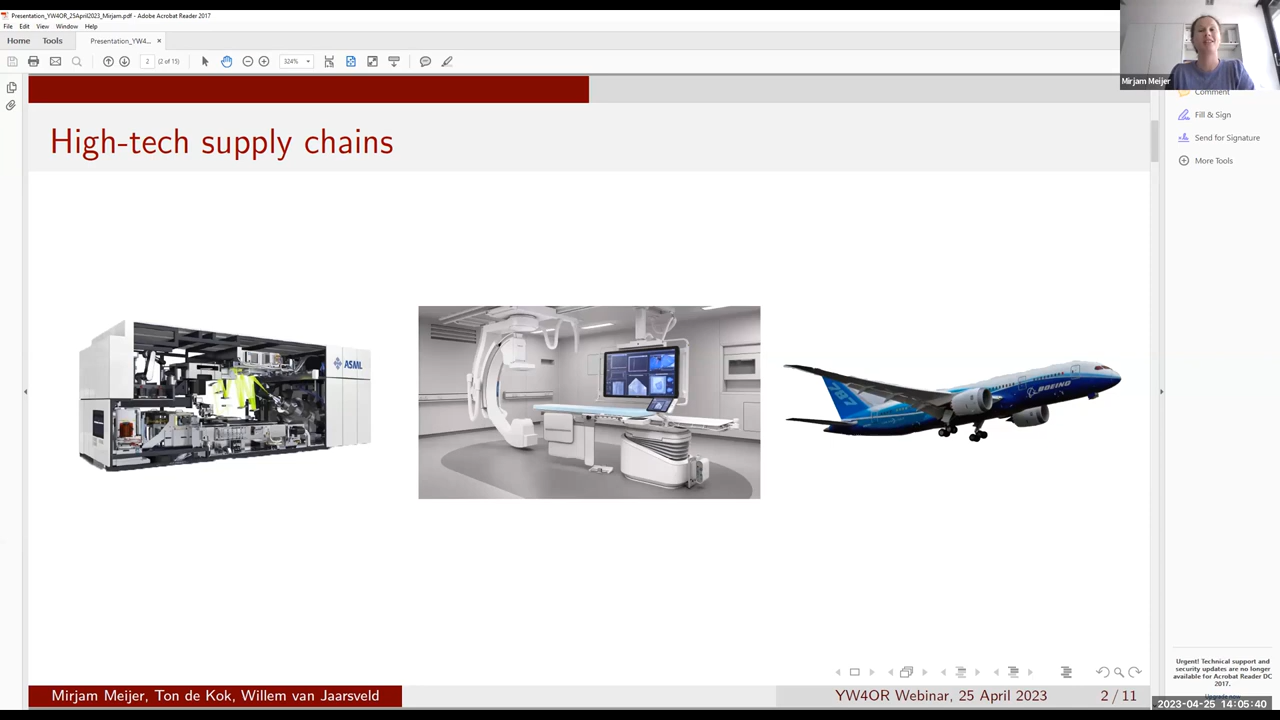 Presentation_YW4OR_25April2023_Mirjam.pdf - Adobe Acrobat Reader 2017
File Edit View Window Help
Home Tools Presentation_YW4... ×
2 (2 of 15) 324%
Mirjam Meijer
Comment
Fill & Sign
Send for Signature
More Tools
High-tech supply chains
ASML
787
BOEING
Urgent! Technical support and
security updates are no longer
available for Acrobat Reader DC
2017.
Upgrade now
Mirjam Meijer, Ton de Kok, Willem van Jaarsveld YW4OR Webinar, 25 April 2023 2 / 11
2023-04-25 14:05:40